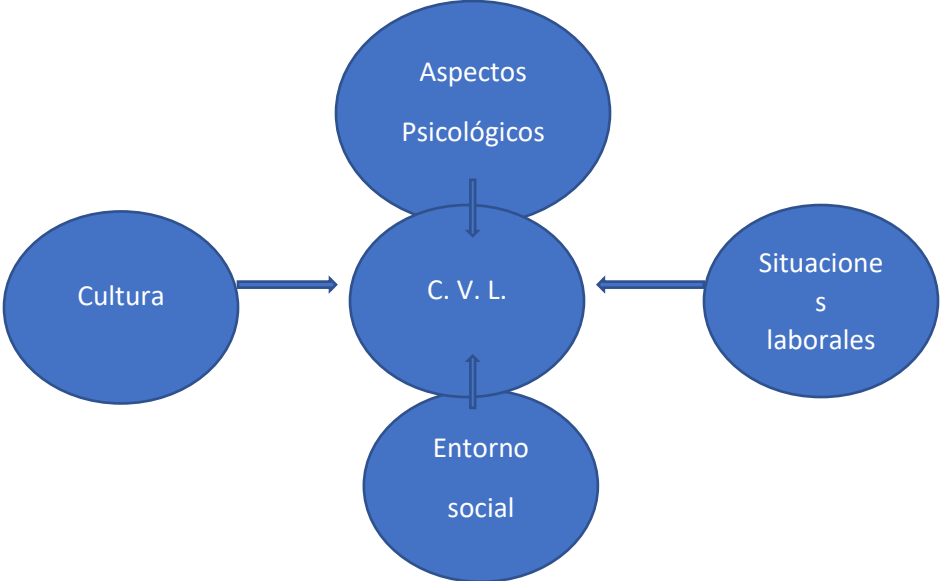 Aspectos
Psicológicos
Cultura
C. V. L.
Situacione
s
laborales
Entorno
social